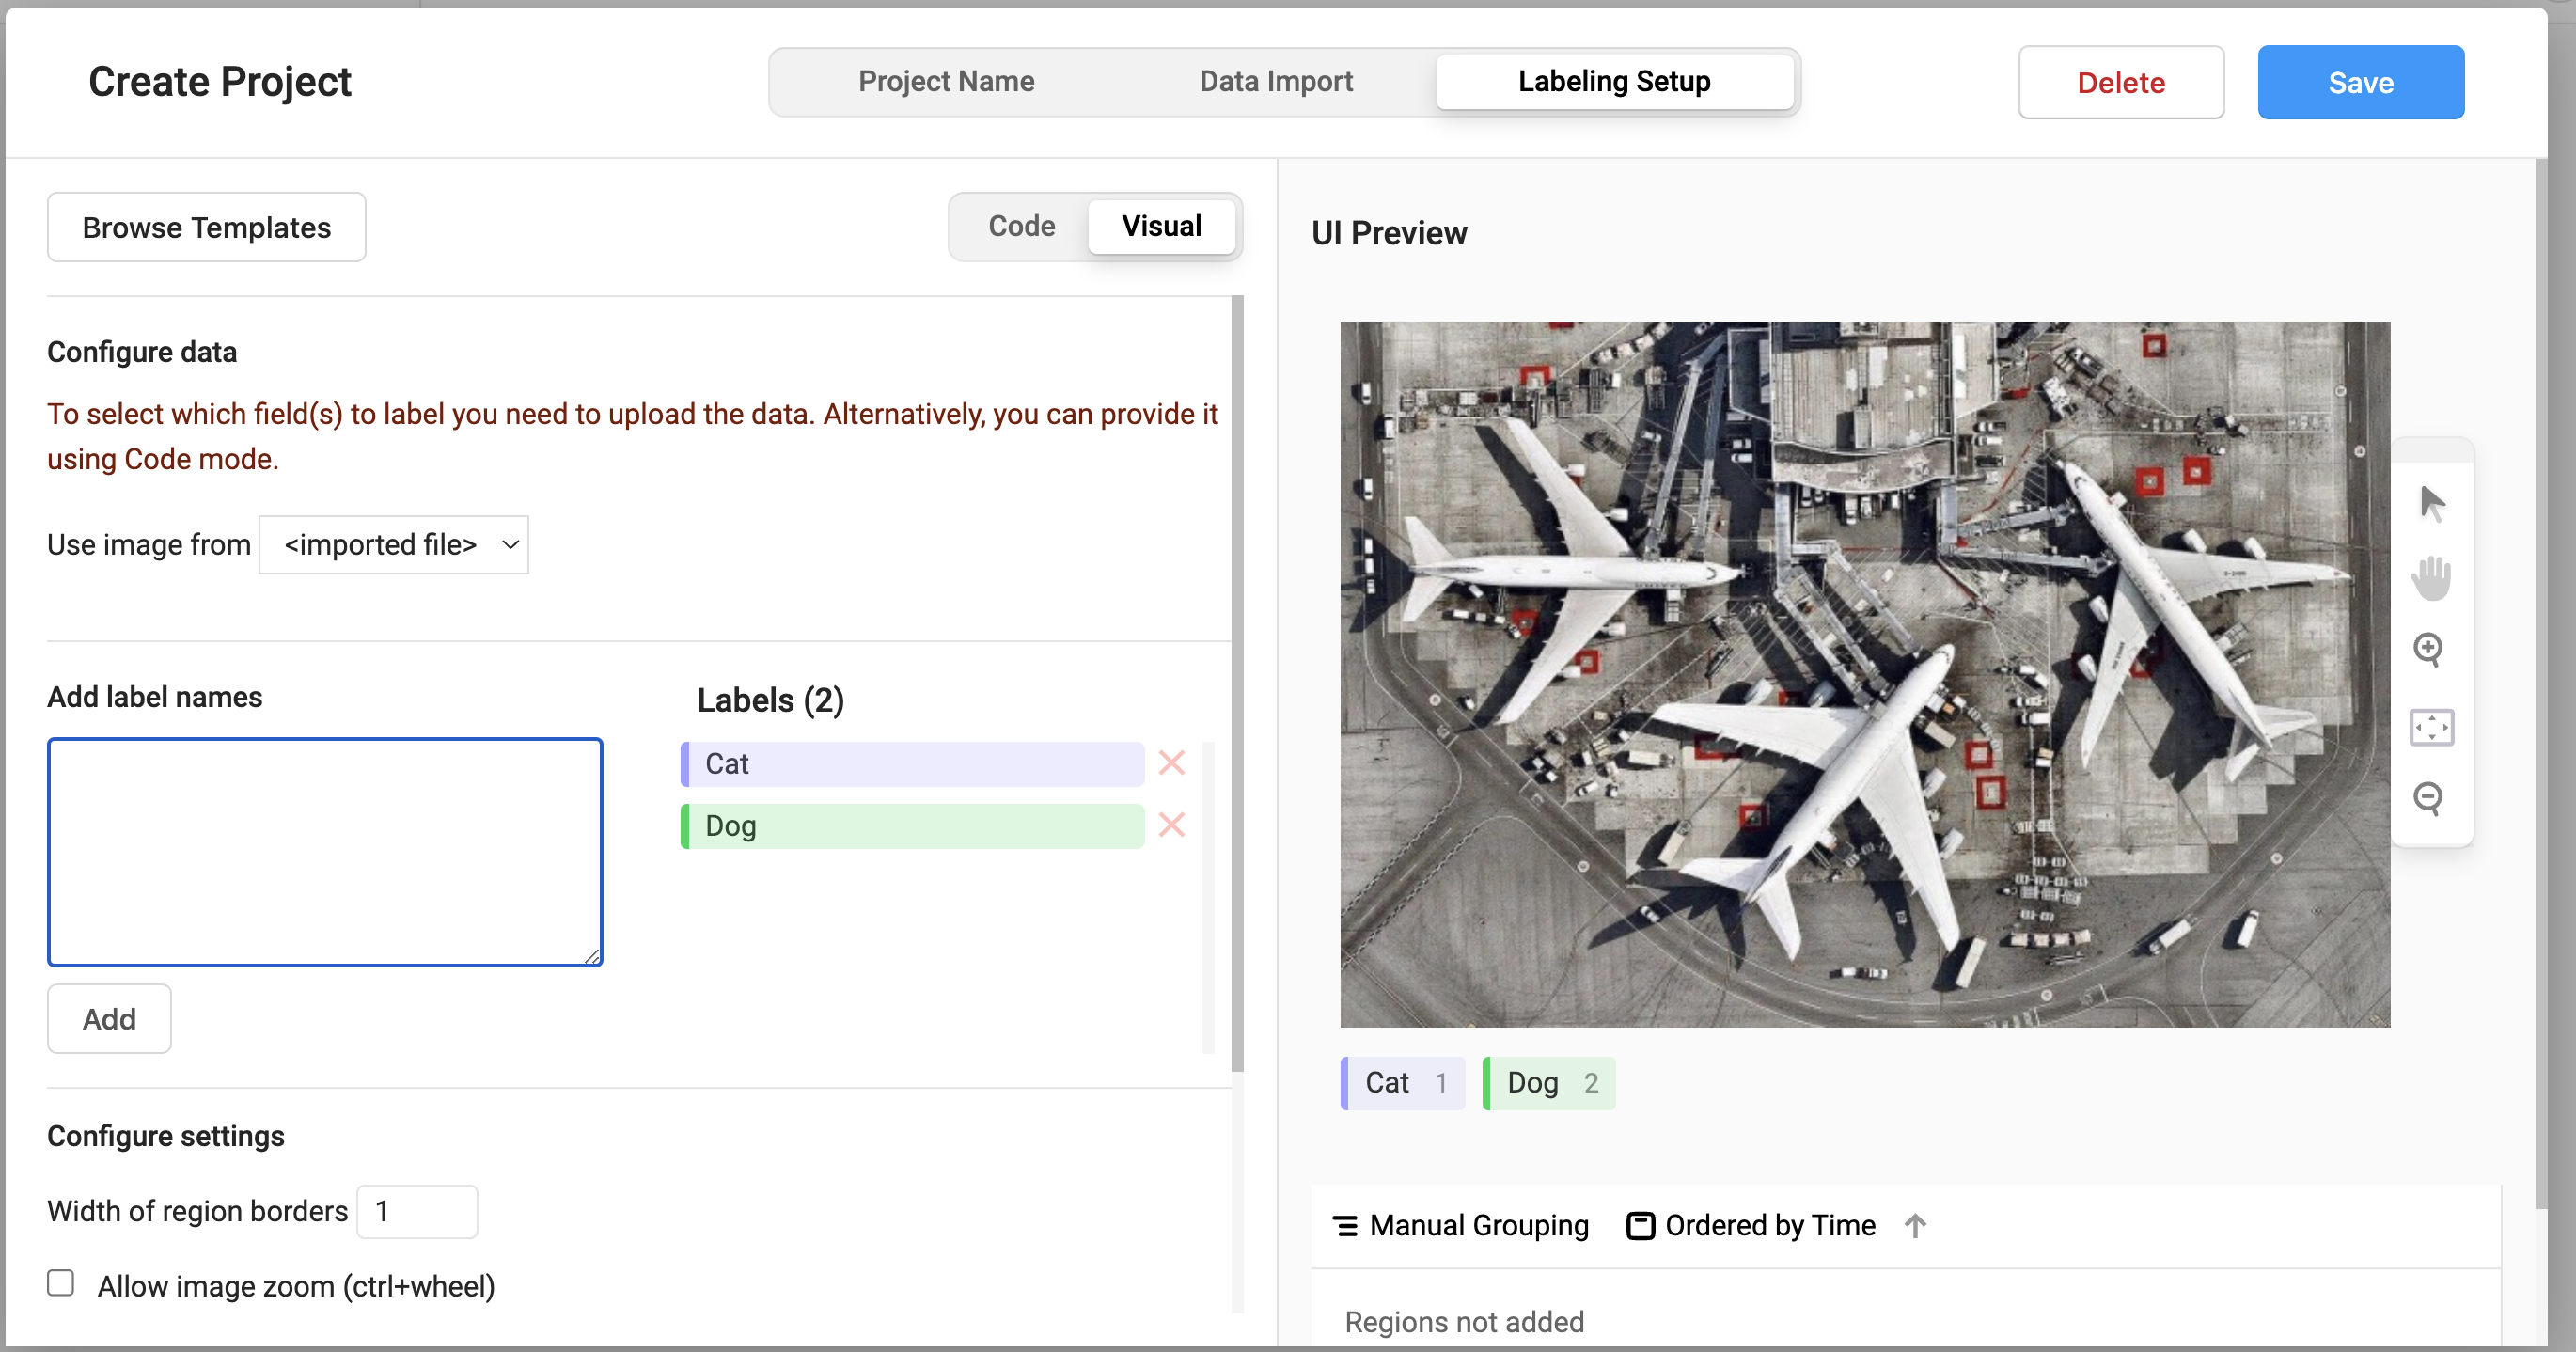 Create Project
Project Name
Data Import
Labeling Setup
Delete
Save
Browse Templates
Code
Visual
Configure data
To select which field(s) to label you need to upload the data. Alternatively, you can provide it
using Code mode.
Use image from <imported file>
Add label names
Labels (2)
Cat
Dog
Add
Configure settings
Width of region borders 1
Allow image zoom (ctrl+wheel)
UI Preview
Cat 1
Dog 2
Manual Grouping
Ordered by Time
Regions not added